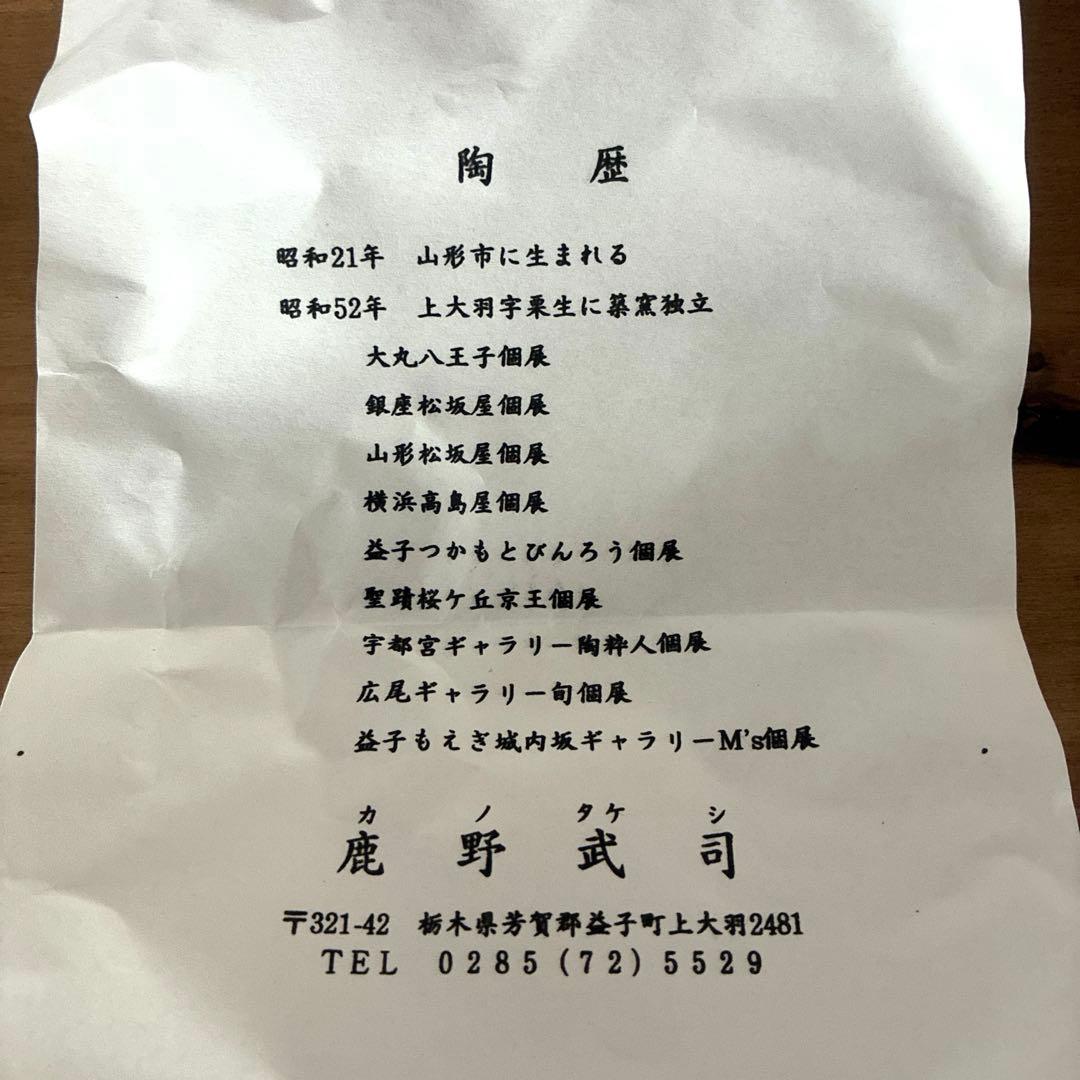 陶　歴
昭和21年　山形市に生まれる
昭和52年　上大羽字栗生に築窯独立
大丸八王子個展
銀座松坂屋個展
山形松坂屋個展
横浜高島屋個展
益子つかもとびんろう個展
聖蹟桜ケ丘京王個展
宇都宮ギャラリー陶粋人個展
広尾ギャラリー旬個展
益子もえぎ城内坂ギャラリーM's個展
カ　ノ　タケ　シ
鹿　野　武　司
〒321-42　栃木県芳賀郡益子町上大羽2481
TEL　0285(72)5529